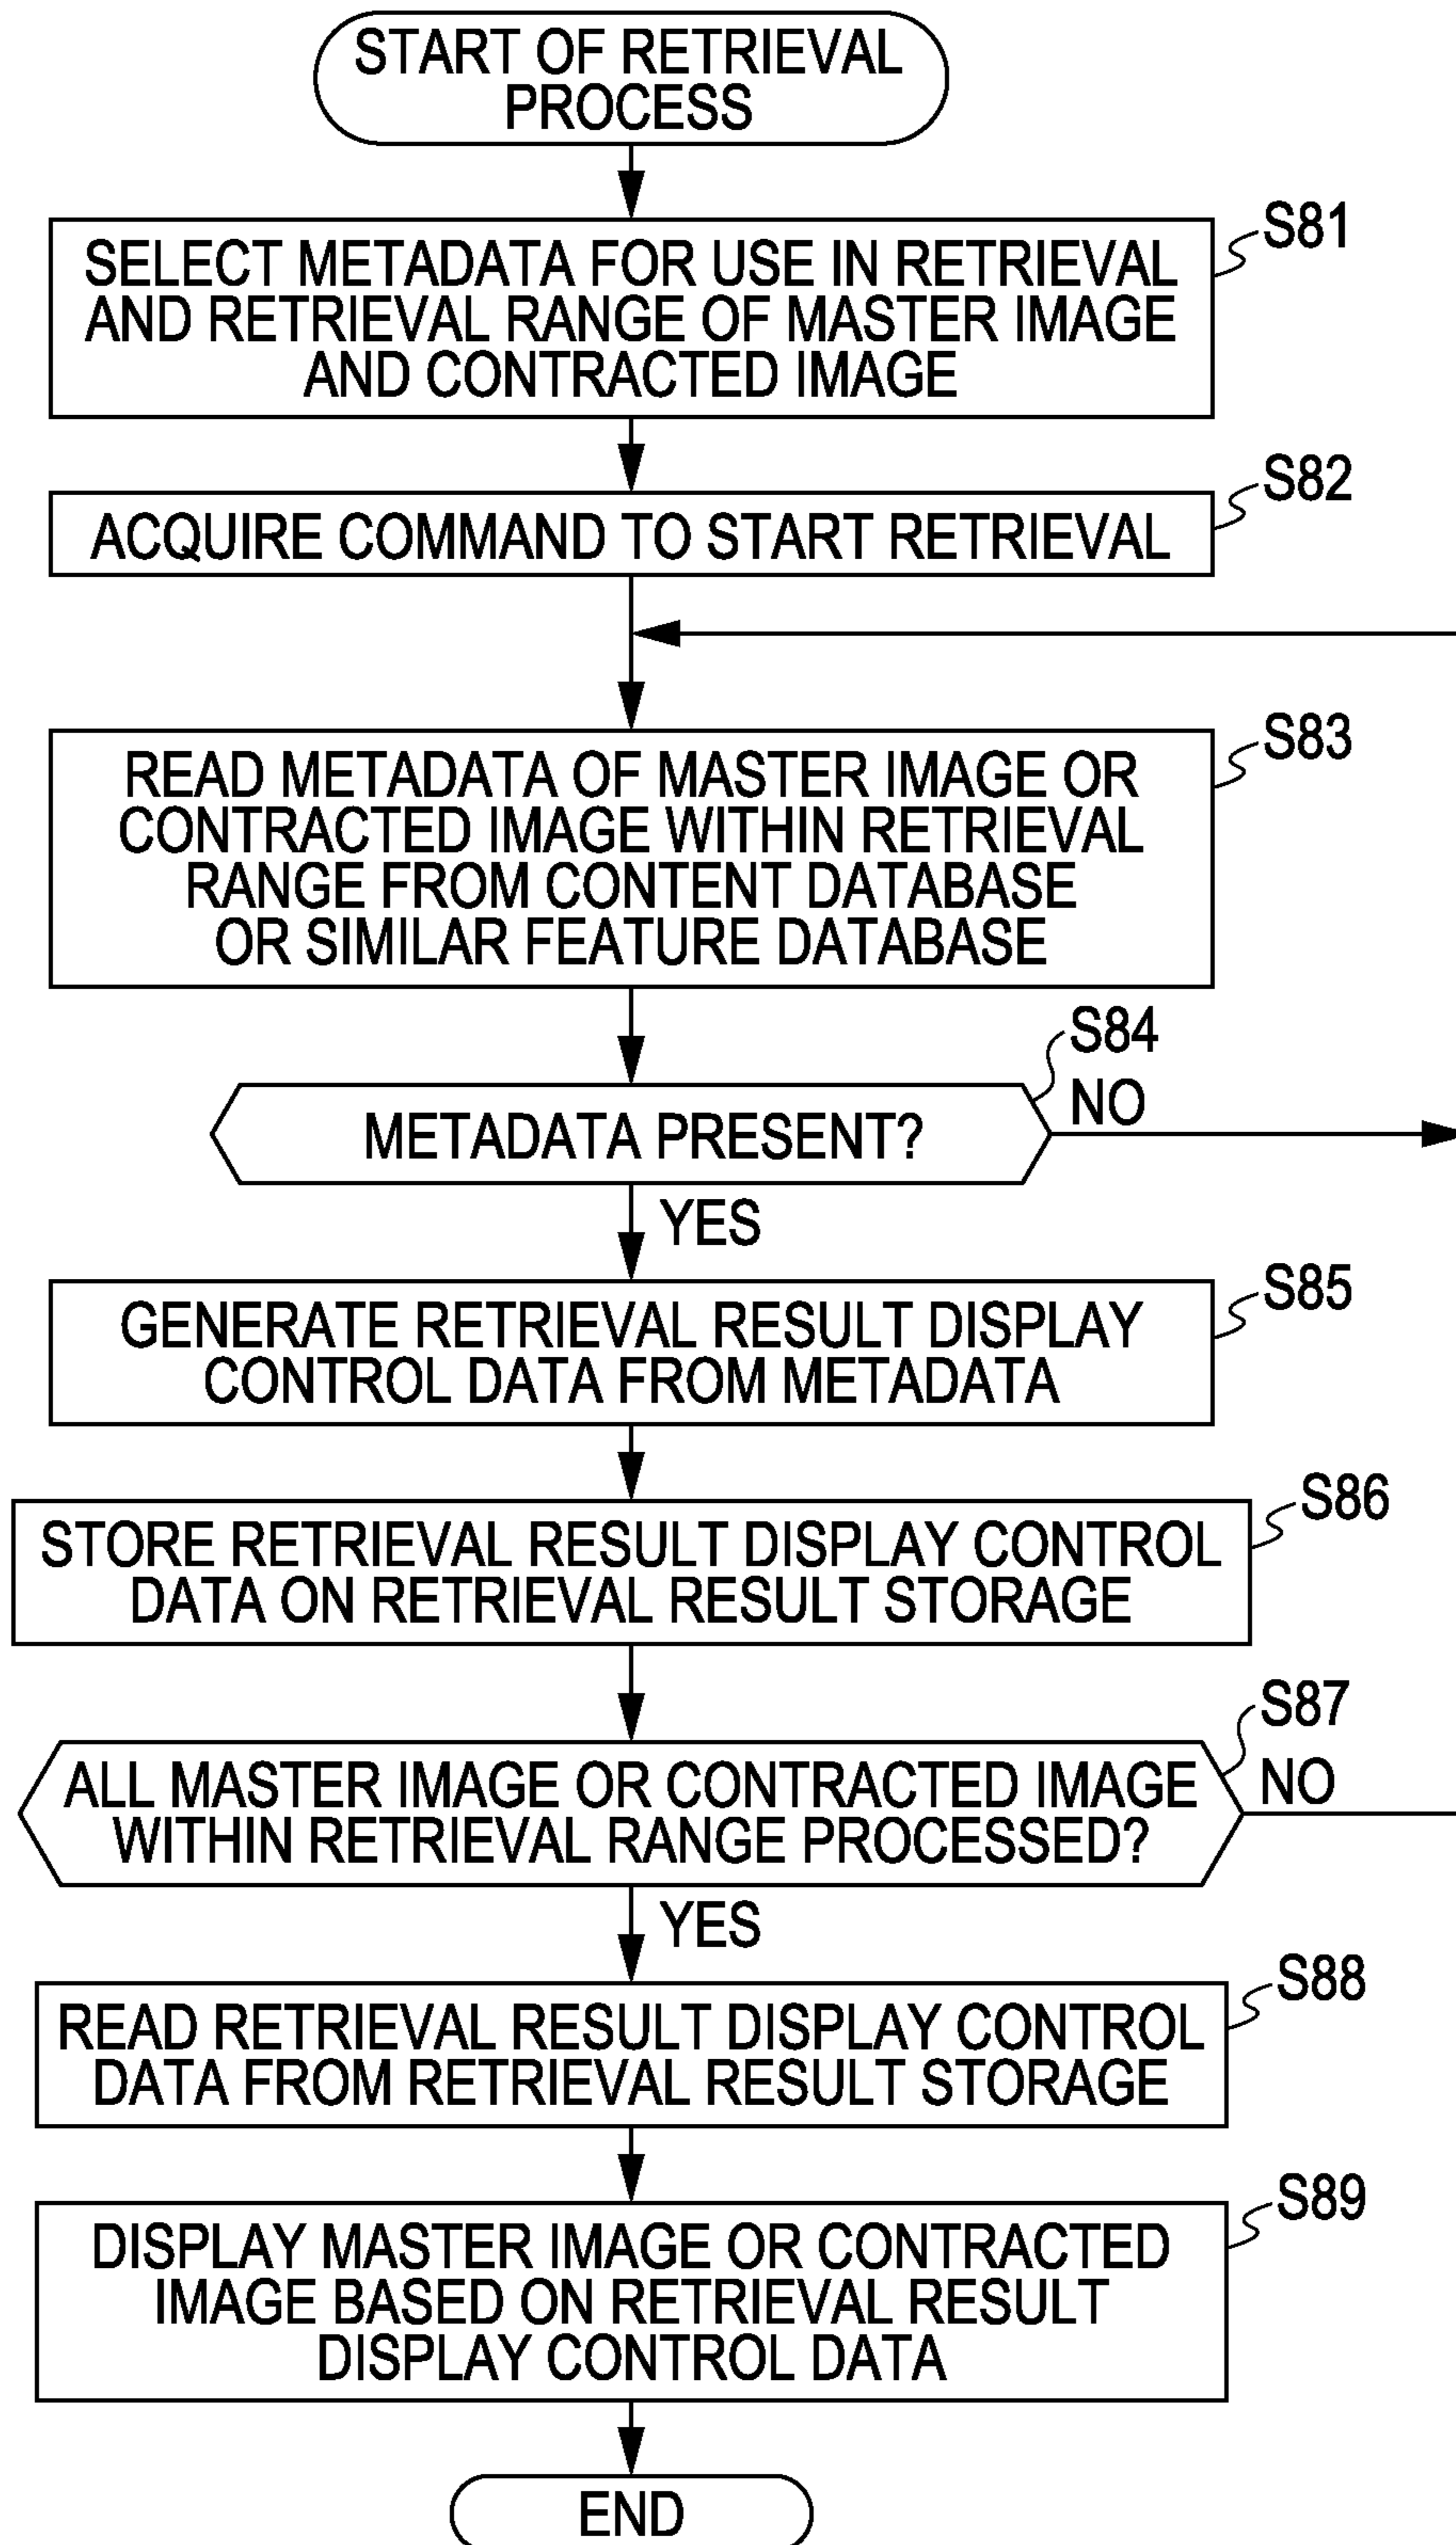 START OF RETRIEVAL
PROCESS
S81
SELECT METADATA FOR USE IN RETRIEVAL
AND RETRIEVAL RANGE OF MASTER IMAGE
AND CONTRACTED IMAGE
S82
ACQUIRE COMMAND TO START RETRIEVAL
S83
READ METADATA OF MASTER IMAGE OR
CONTRACTED IMAGE WITHIN RETRIEVAL
RANGE FROM CONTENT DATABASE
OR SIMILAR FEATURE DATABASE
S84
NO
METADATA PRESENT?
YES
S85
GENERATE RETRIEVAL RESULT DISPLAY
CONTROL DATA FROM METADATA
S86
STORE RETRIEVAL RESULT DISPLAY CONTROL
DATA ON RETRIEVAL RESULT STORAGE
S87
ALL MASTER IMAGE OR CONTRACTED IMAGE
WITHIN RETRIEVAL RANGE PROCESSED?
NO
YES
S88
READ RETRIEVAL RESULT DISPLAY CONTROL
DATA FROM RETRIEVAL RESULT STORAGE
S89
DISPLAY MASTER IMAGE OR CONTRACTED
IMAGE BASED ON RETRIEVAL RESULT
DISPLAY CONTROL DATA
END